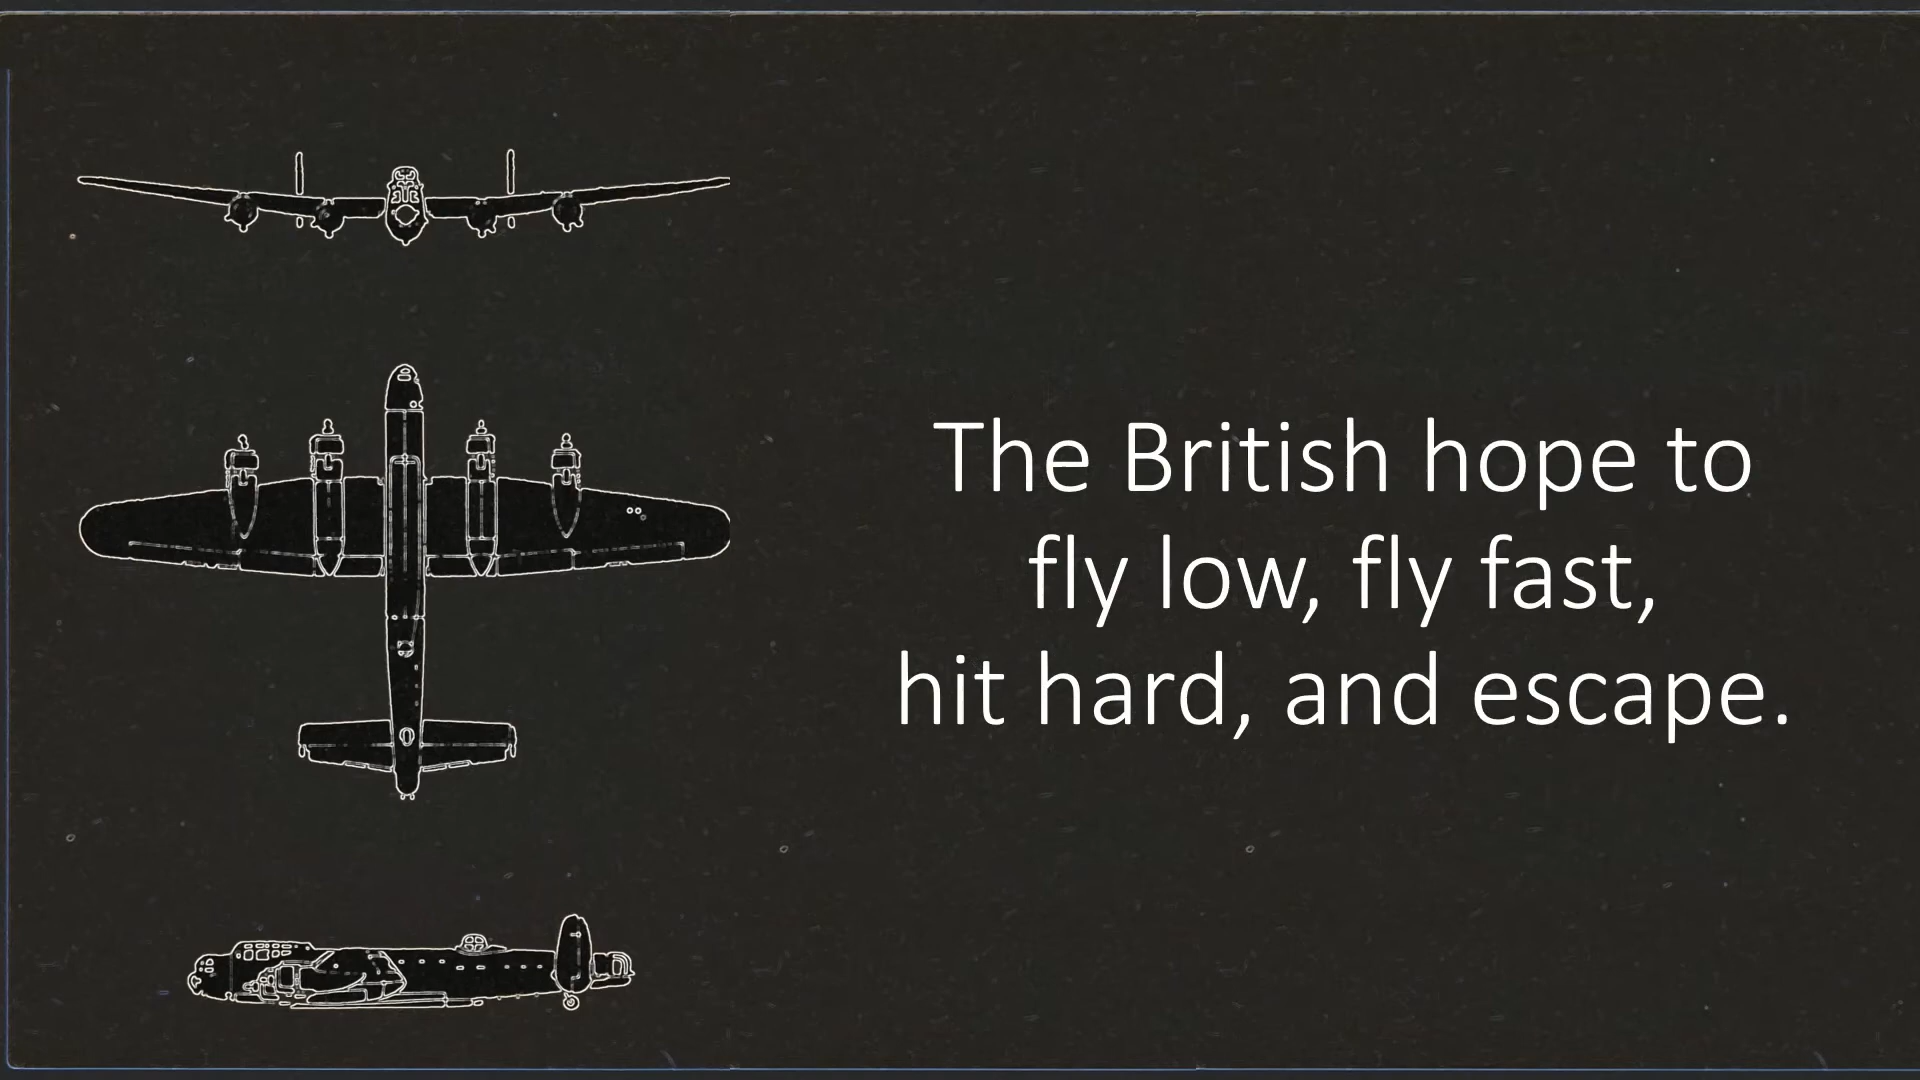 The British hope to
fly low, fly fast,
hit hard, and escape.